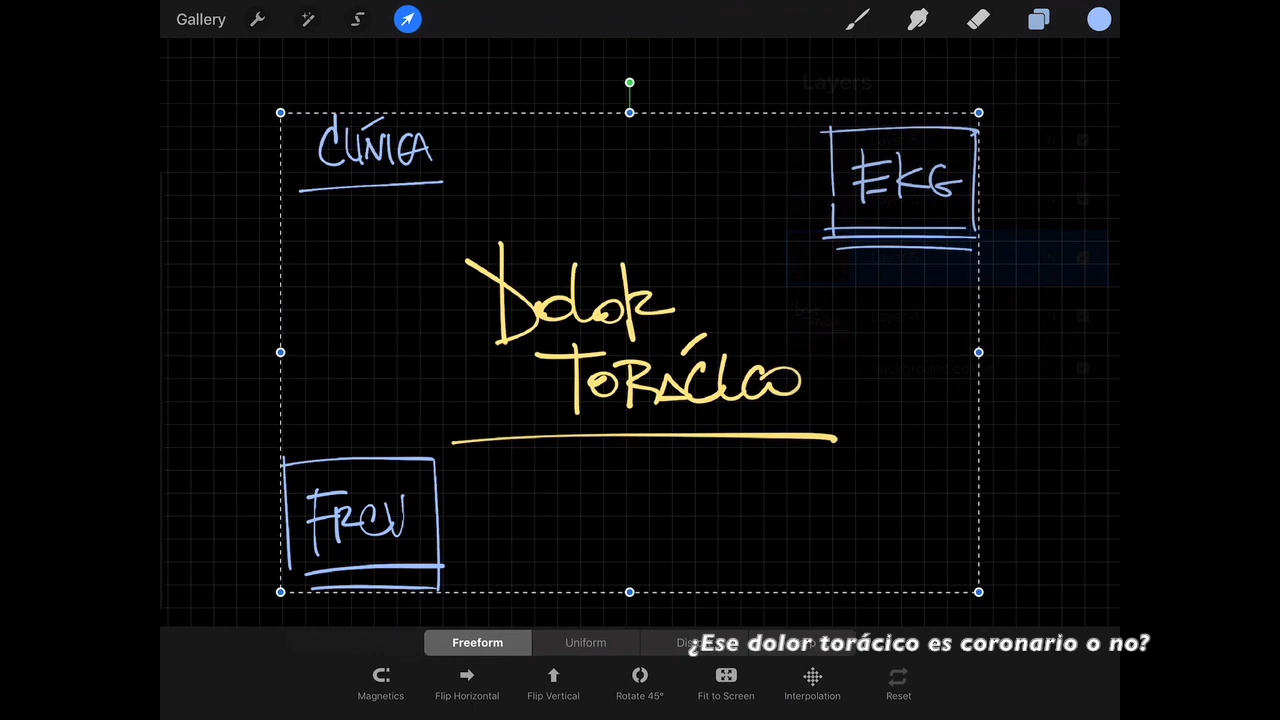 Gallery
Layers
CLÍNICA
EKG
Dolor
TORÁCICO
FRCV
Freeform
Uniform
¿Ese dolor torácico es coronario o no?
Magnetics
Flip Horizontal
Flip Vertical
Rotate 45°
Fit to Screen
Interpolation
Reset